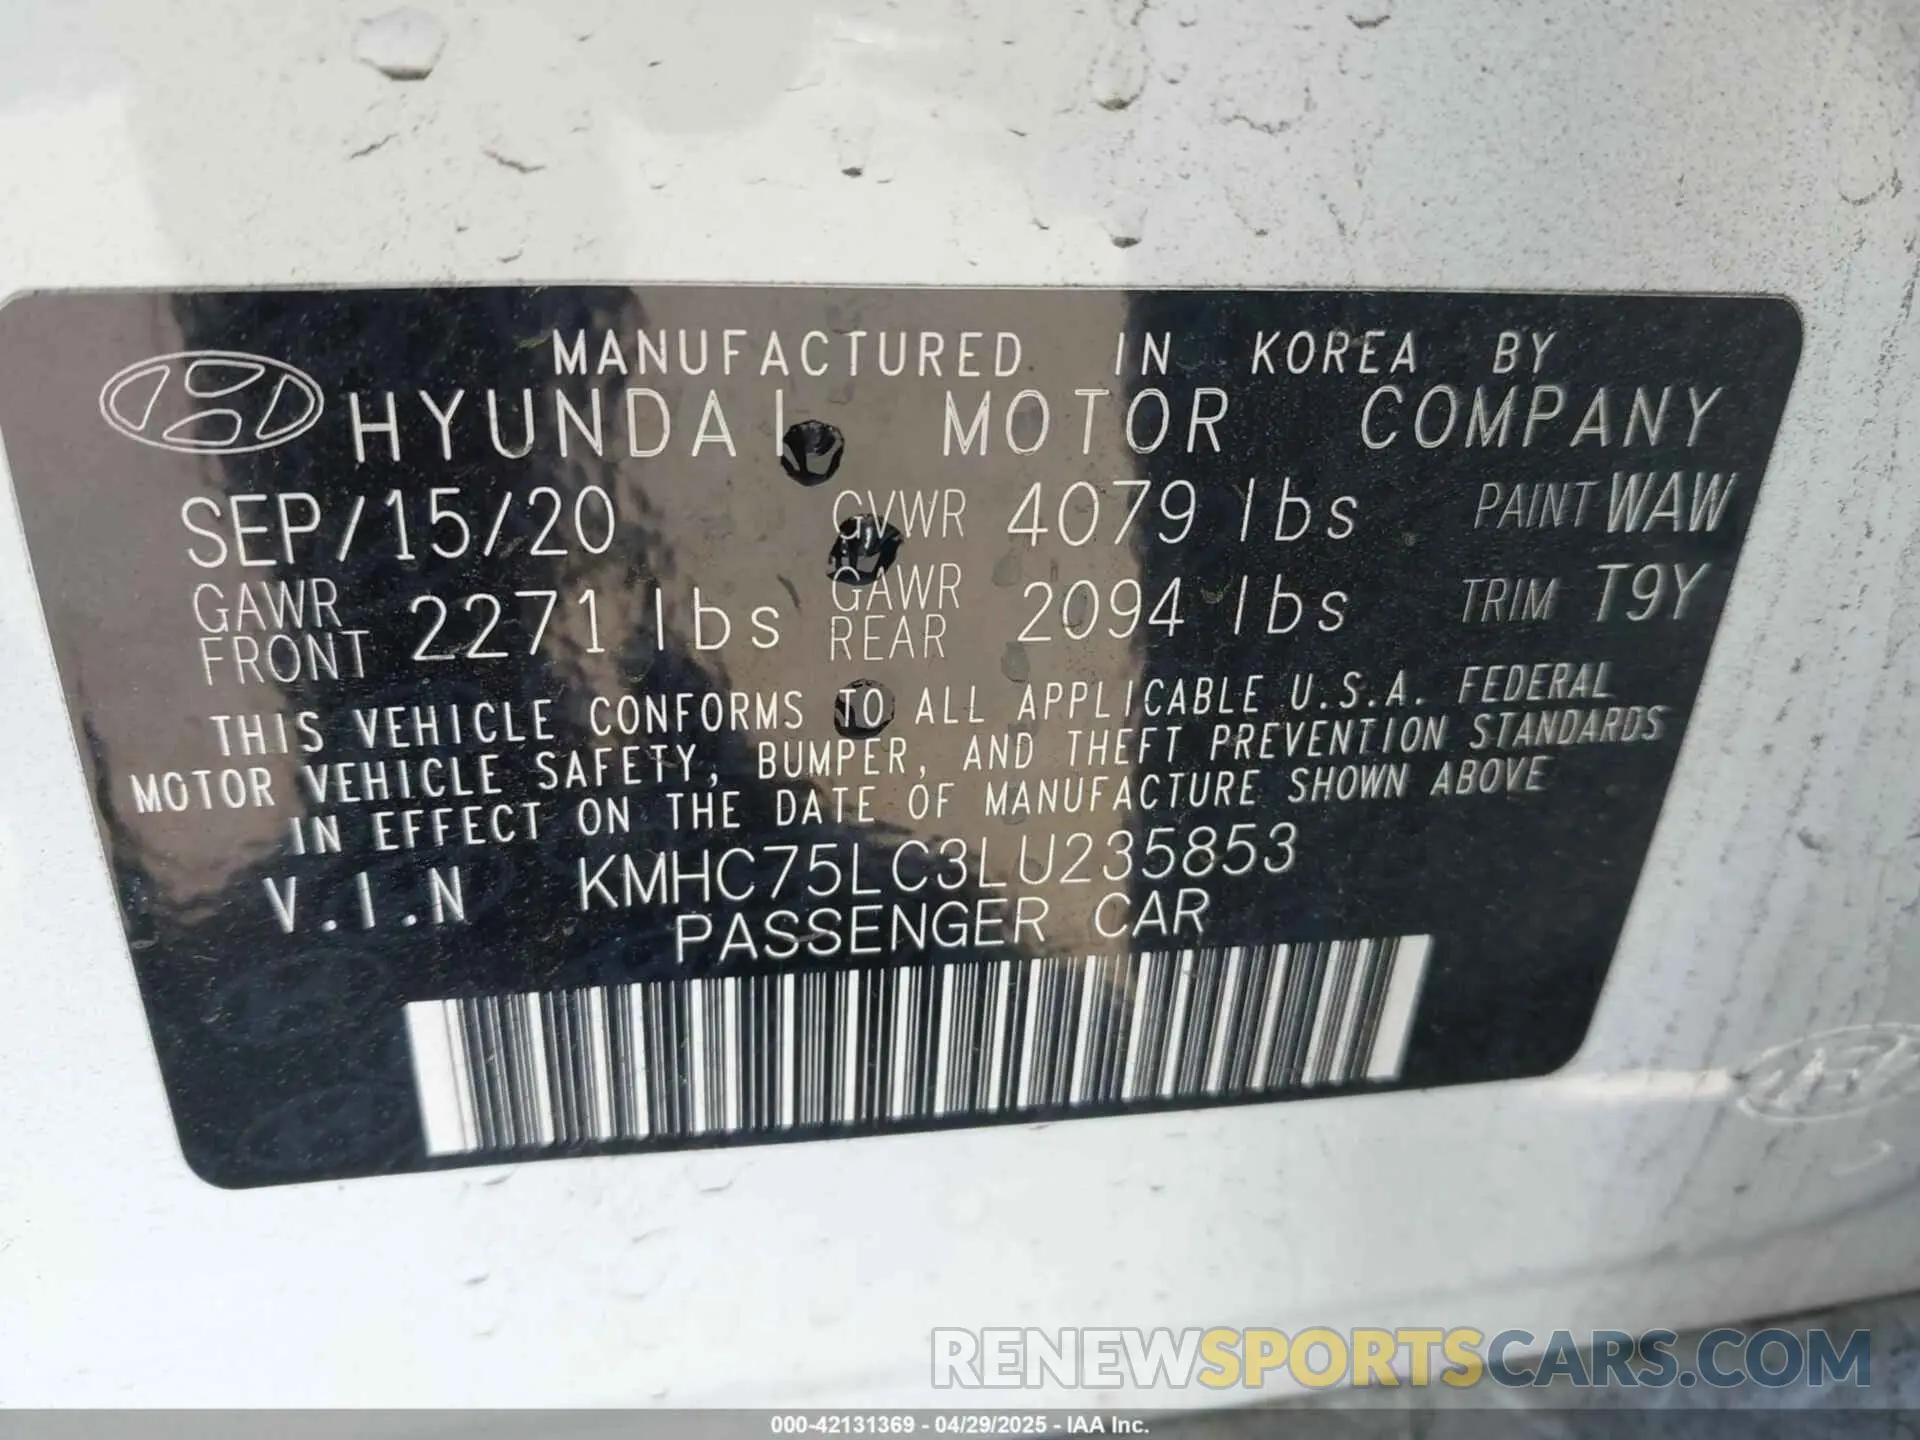 MANUFACTURED IN KOREA BY
HYUNDAI MOTOR COMPANY
SEP/15/20 GVWR 4079 lbs PAINT WAW
GAWR FRONT 2271 lbs GAWR REAR 2094 lbs TRIM T9Y
THIS VEHICLE CONFORMS TO ALL APPLICABLE U.S.A. FEDERAL
MOTOR VEHICLE SAFETY, BUMPER, AND THEFT PREVENTION STANDARDS
IN EFFECT ON THE DATE OF MANUFACTURE SHOWN ABOVE
V.I.N KMHC75LC3LU235853
PASSENGER CAR
RENEWSPORTSCARS.COM
000-42131369 - 04/29/2025 - IAA Inc.